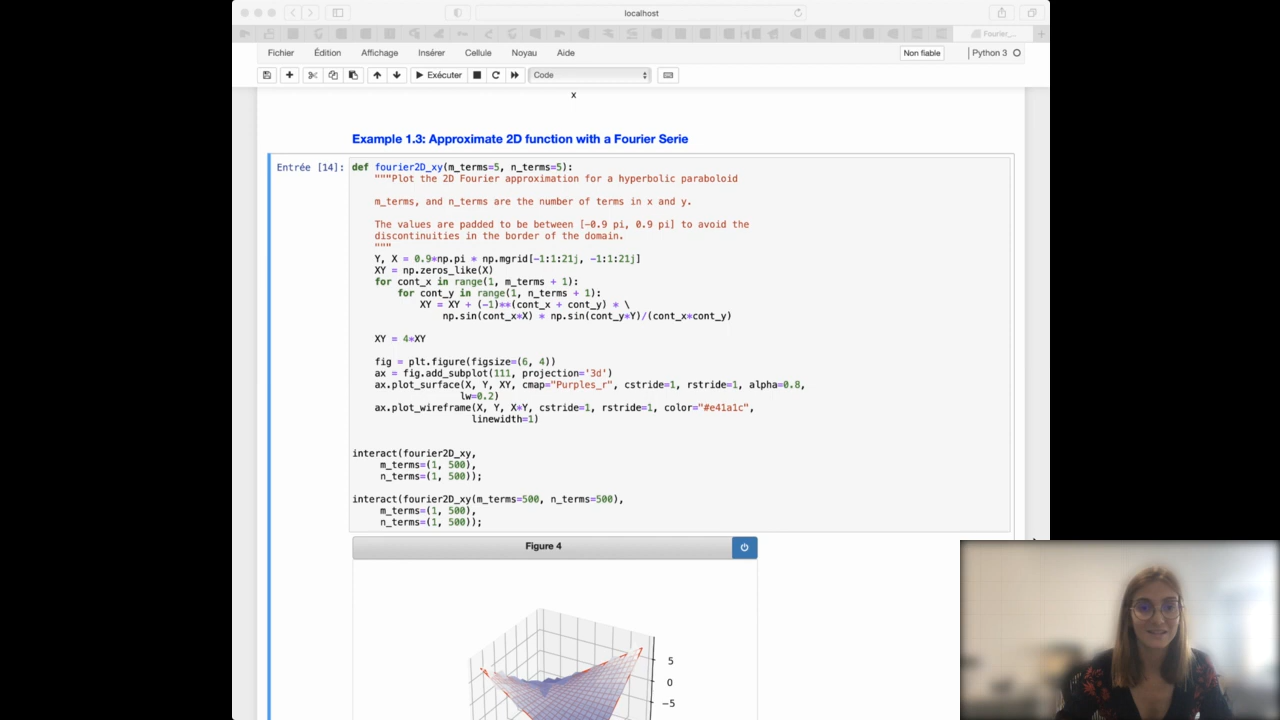 localhost
Fourier_...
Fichier Édition Affichage Insérer Cellule Noyau Aide Non fiable Python 3
Exécuter Code
x
Example 1.3: Approximate 2D function with a Fourier Serie
Entrée [14]: def fourier2D_xy(m_terms=5, n_terms=5):
"""Plot the 2D Fourier approximation for a hyperbolic paraboloid
m_terms, and n_terms are the number of terms in x and y.
The values are padded to be between [-0.9 pi, 0.9 pi] to avoid the
discontinuities in the border of the domain.
"""
Y, X = 0.9*np.pi * np.mgrid[-1:1:21j, -1:1:21j]
XY = np.zeros_like(X)
for cont_x in range(1, m_terms + 1):
for cont_y in range(1, n_terms + 1):
XY = XY + (-1)**(cont_x + cont_y) * \
np.sin(cont_x*X) * np.sin(cont_y*Y)/(cont_x*cont_y)
XY = 4*XY
fig = plt.figure(figsize=(6, 4))
ax = fig.add_subplot(111, projection='3d')
ax.plot_surface(X, Y, XY, cmap="Purples_r", cstride=1, rstride=1, alpha=0.8,
lw=0.2)
ax.plot_wireframe(X, Y, X*Y, cstride=1, rstride=1, color="#e41a1c",
linewidth=1)
interact(fourier2D_xy,
m_terms=(1, 500),
n_terms=(1, 500));
interact(fourier2D_xy(m_terms=500, n_terms=500),
m_terms=(1, 500),
n_terms=(1, 500));
Figure 4
5
0
−5